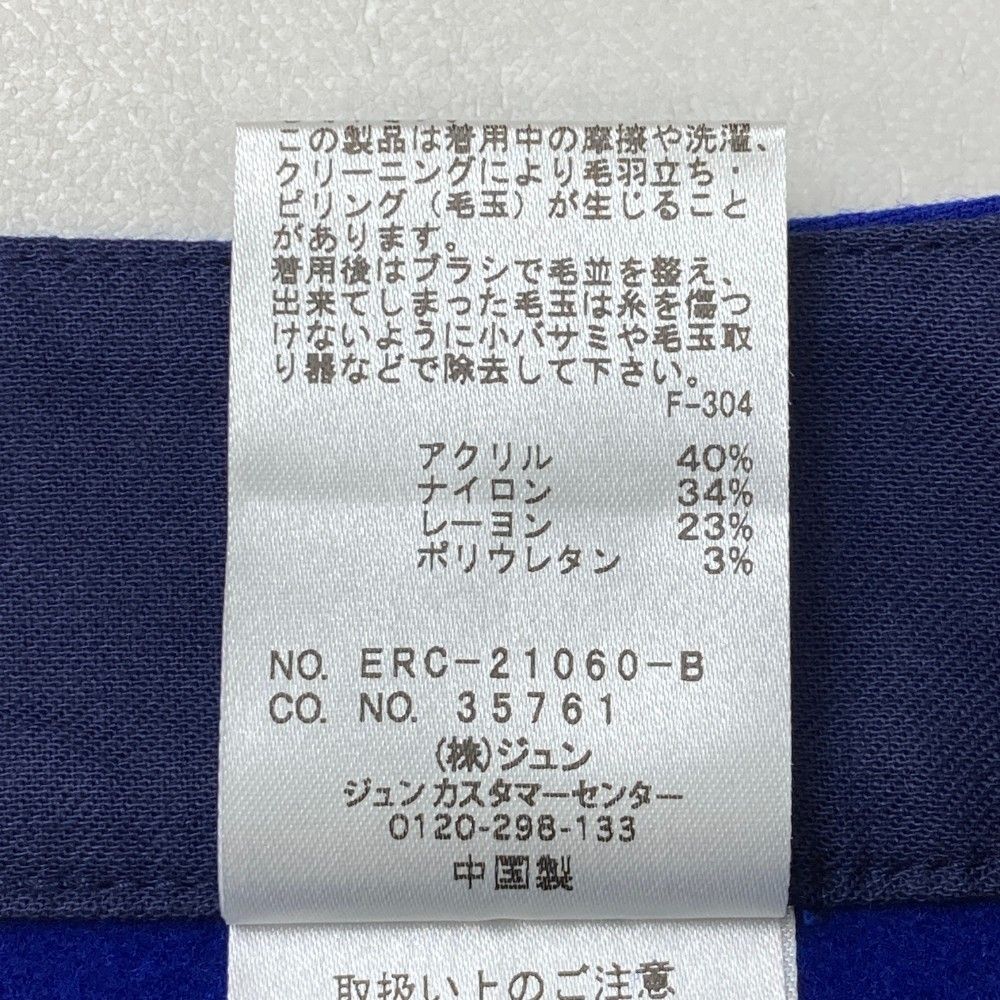 この製品は着用中の摩擦や洗濯、
クリーニングにより毛羽立ち・
ピリング（毛玉）が生じること
があります。
着用後はブラシで毛並を整え、
出来てしまった毛玉は糸を傷つ
けないように小バサミや毛玉取
り器などで除去して下さい。
F-304
アクリル 40%
ナイロン 34%
レーヨン 23%
ポリウレタン 3%
NO. ERC-21060-B
CO. NO. 35761
(株)ジュン
ジュンカスタマーセンター
0120-298-133
中国製
取扱い上のご注意